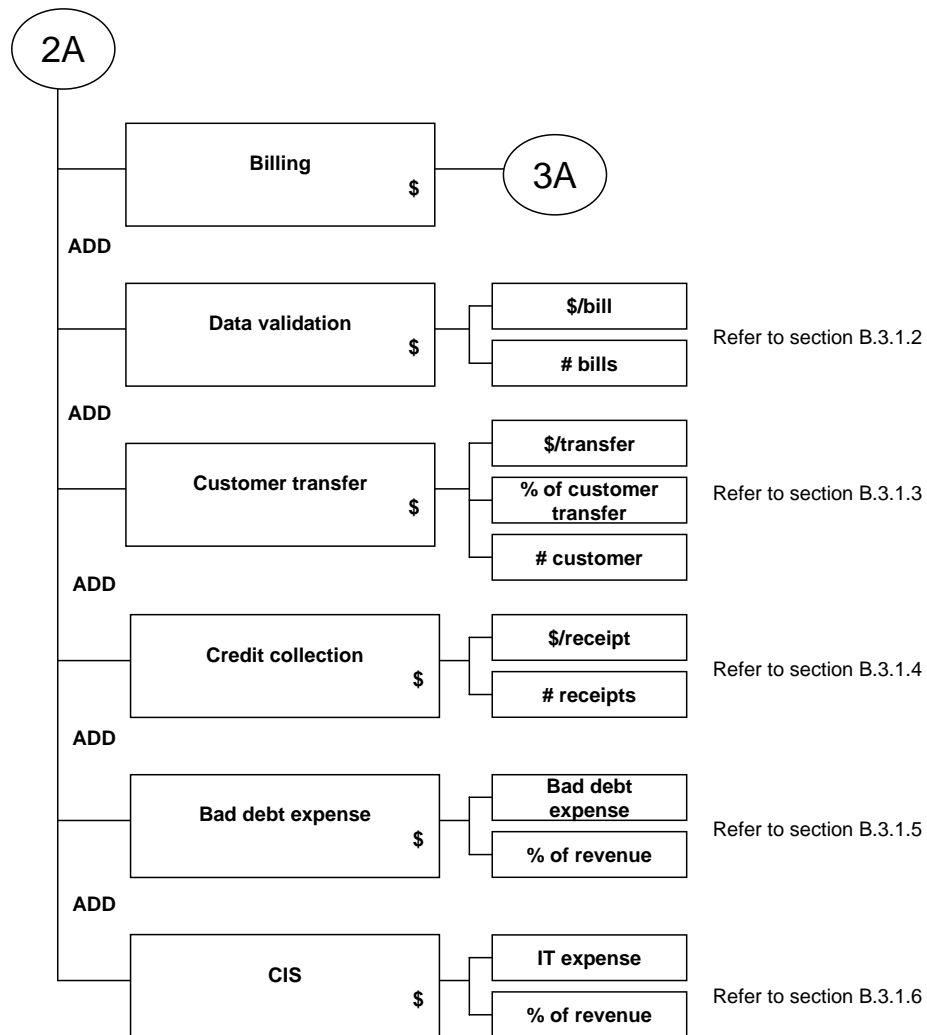 2A
Billing
$
3A
ADD
Data validation
$
$/bill
# bills
Refer to section B.3.1.2
ADD
Customer transfer
$
$/transfer
% of customer
transfer
# customer
Refer to section B.3.1.3
ADD
Credit collection
$
$/receipt
# receipts
Refer to section B.3.1.4
ADD
Bad debt expense
$
Bad debt
expense
% of revenue
Refer to section B.3.1.5
ADD
CIS
$
IT expense
% of revenue
Refer to section B.3.1.6